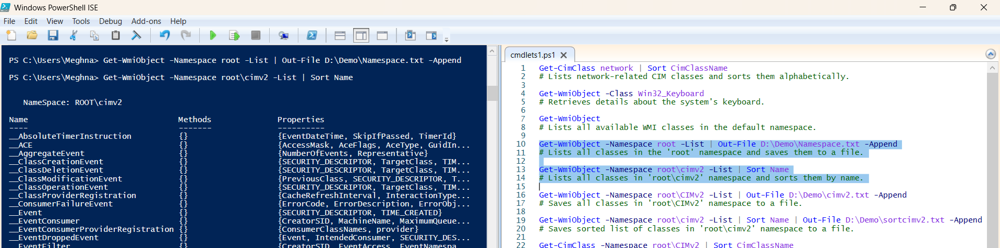 Windows PowerShell ISE
File Edit View Tools Debug Add-ons Help
PS C:\Users\Meghna> Get-WmiObject -Namespace root -List | Out-File D:\Demo\Namespace.txt -Append
PS C:\Users\Meghna> Get-WmiObject -Namespace root\cimv2 -List | Sort Name
NameSpace: ROOT\cimv2
Name Methods Properties
---- ------- ----------
__AbsoluteTimerInstruction {} {EventDateTime, SkipIfPassed, TimerId}
__ACE {} {AccessMask, AceFlags, AceType, GuidIn...
__AggregateEvent {} {NumberOfEvents, Representative}
__ClassCreationEvent {} {SECURITY_DESCRIPTOR, TargetClass, TIM...
__ClassDeletionEvent {} {SECURITY_DESCRIPTOR, TargetClass, TIM...
__ClassModificationEvent {} {PreviousClass, SECURITY_DESCRIPTOR, T...
__ClassOperationEvent {} {SECURITY_DESCRIPTOR, TargetClass, TIM...
__ClassProviderRegistration {} {CacheRefreshInterval, InteractionType...
__ConsumerFailureEvent {} {ErrorCode, ErrorDescription, ErrorObj...
__Event {} {SECURITY_DESCRIPTOR, TIME_CREATED}
__EventConsumer {} {CreatorSID, MachineName, MaximumQueue...
__EventConsumerProviderRegistration {} {ConsumerClassNames, provider}
__EventDroppedEvent {} {Event, IntendedConsumer, SECURITY_DES...
__EventFilter {} {CreatorSID, EventAccess, EventNamespa...
cmdlets1.ps1
1 Get-CimClass network | Sort CimClassName
2 # Lists network-related CIM classes and sorts them alphabetically.
3
4 Get-WmiObject -Class Win32_Keyboard
5 # Retrieves details about the system's keyboard.
6
7 Get-WmiObject
8 # Lists all available WMI classes in the default namespace.
9
10 Get-WmiObject -Namespace root -List | Out-File D:\Demo\Namespace.txt -Append
11 # Lists all classes in the 'root' namespace and saves them to a file.
12
13 Get-WmiObject -Namespace root\cimv2 -List | Sort Name
14 # Lists all classes in 'root\cimv2' namespace and sorts them by name.
15
16 Get-WmiObject -Namespace root\CIMv2 -List | Out-File D:\Demo\cimv2.txt -Append
17 # Saves all classes in 'root\CIMv2' namespace to a file.
18
19 Get-WmiObject -Namespace root\cimv2 -List | Sort Name | Out-File D:\Demo\sortcimv2.txt -Append
20 # Saves sorted list of classes in 'root\cimv2' namespace to a file.
21
22 Get-CimClass -Namespace root\CIMv2 | Sort CimClassName